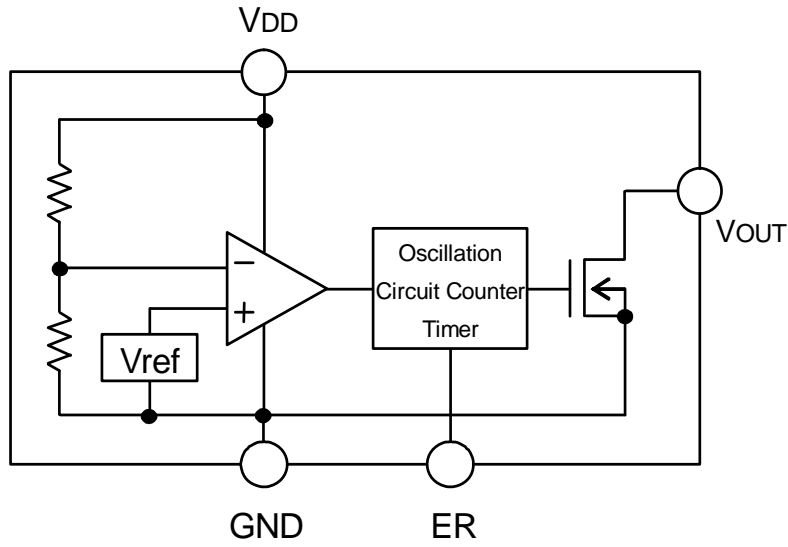 VDD
VOUT
Oscillation
Circuit Counter
Timer
−
+
Vref
GND
ER